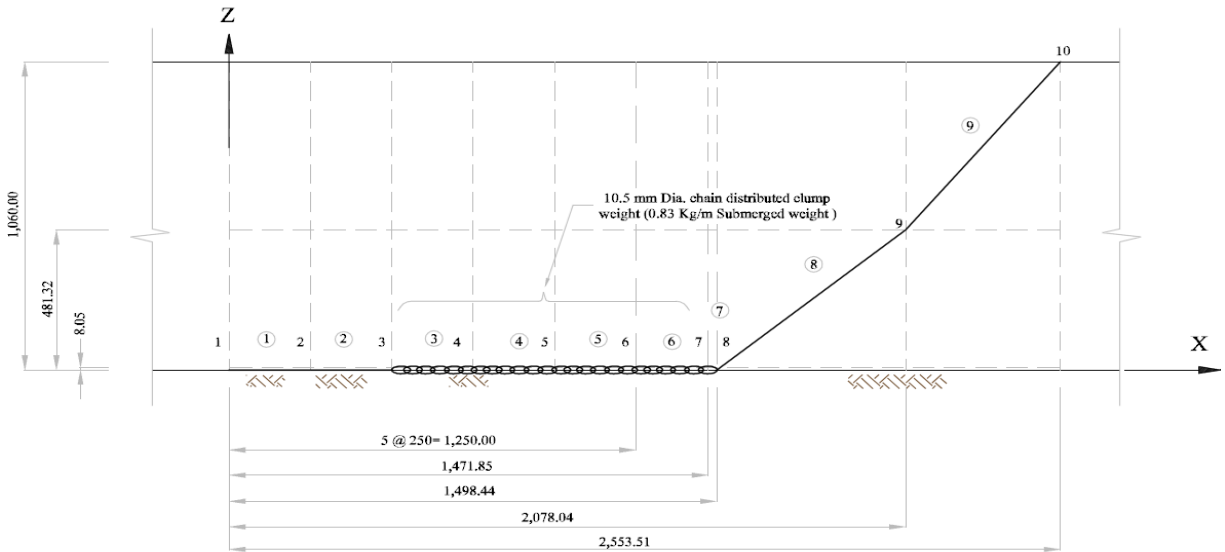 Z
10
9
1,060.00
10.5 mm Dia. chain distributed clump
weight (0.83 Kg/m Submerged weight )
9
8
481.32
8.05
7
1 1 2 2 3 3 4 4 5 5 6 6 7 8
X
5 @ 250= 1,250.00
1,471.85
1,498.44
2,078.04
2,553.51